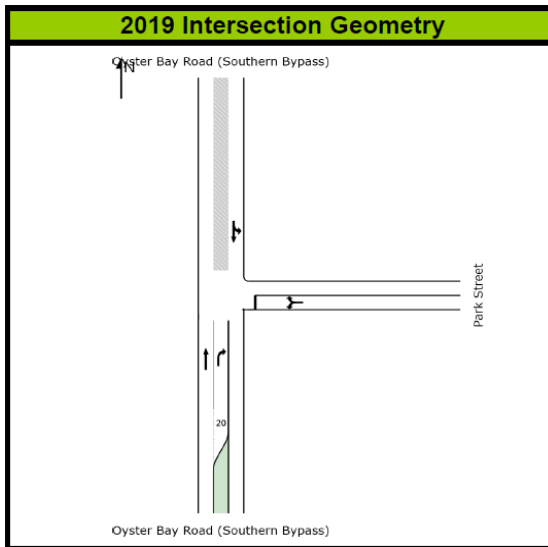 2019 Intersection Geometry
Oyster Bay Road (Southern Bypass)
N
Park Street
20
Oyster Bay Road (Southern Bypass)